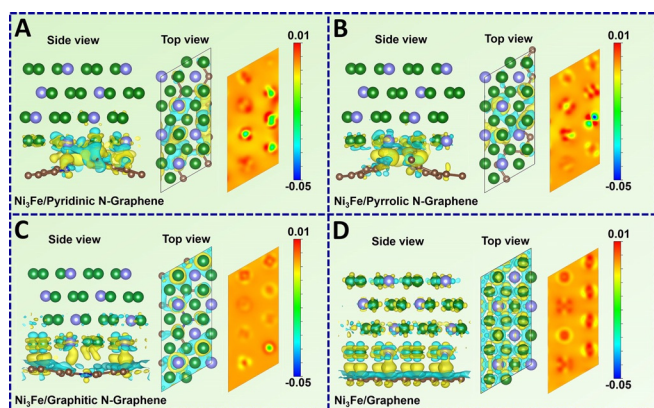 A
Side view
Top view
0.01
-0.05
Ni₃Fe/Pyridinic N-Graphene
B
Side view
Top view
0.01
-0.05
Ni₃Fe/Pyrrolic N-Graphene
C
Side view
Top view
0.01
-0.05
Ni₃Fe/Graphitic N-Graphene
D
Side view
Top view
0.01
-0.05
Ni₃Fe/Graphene